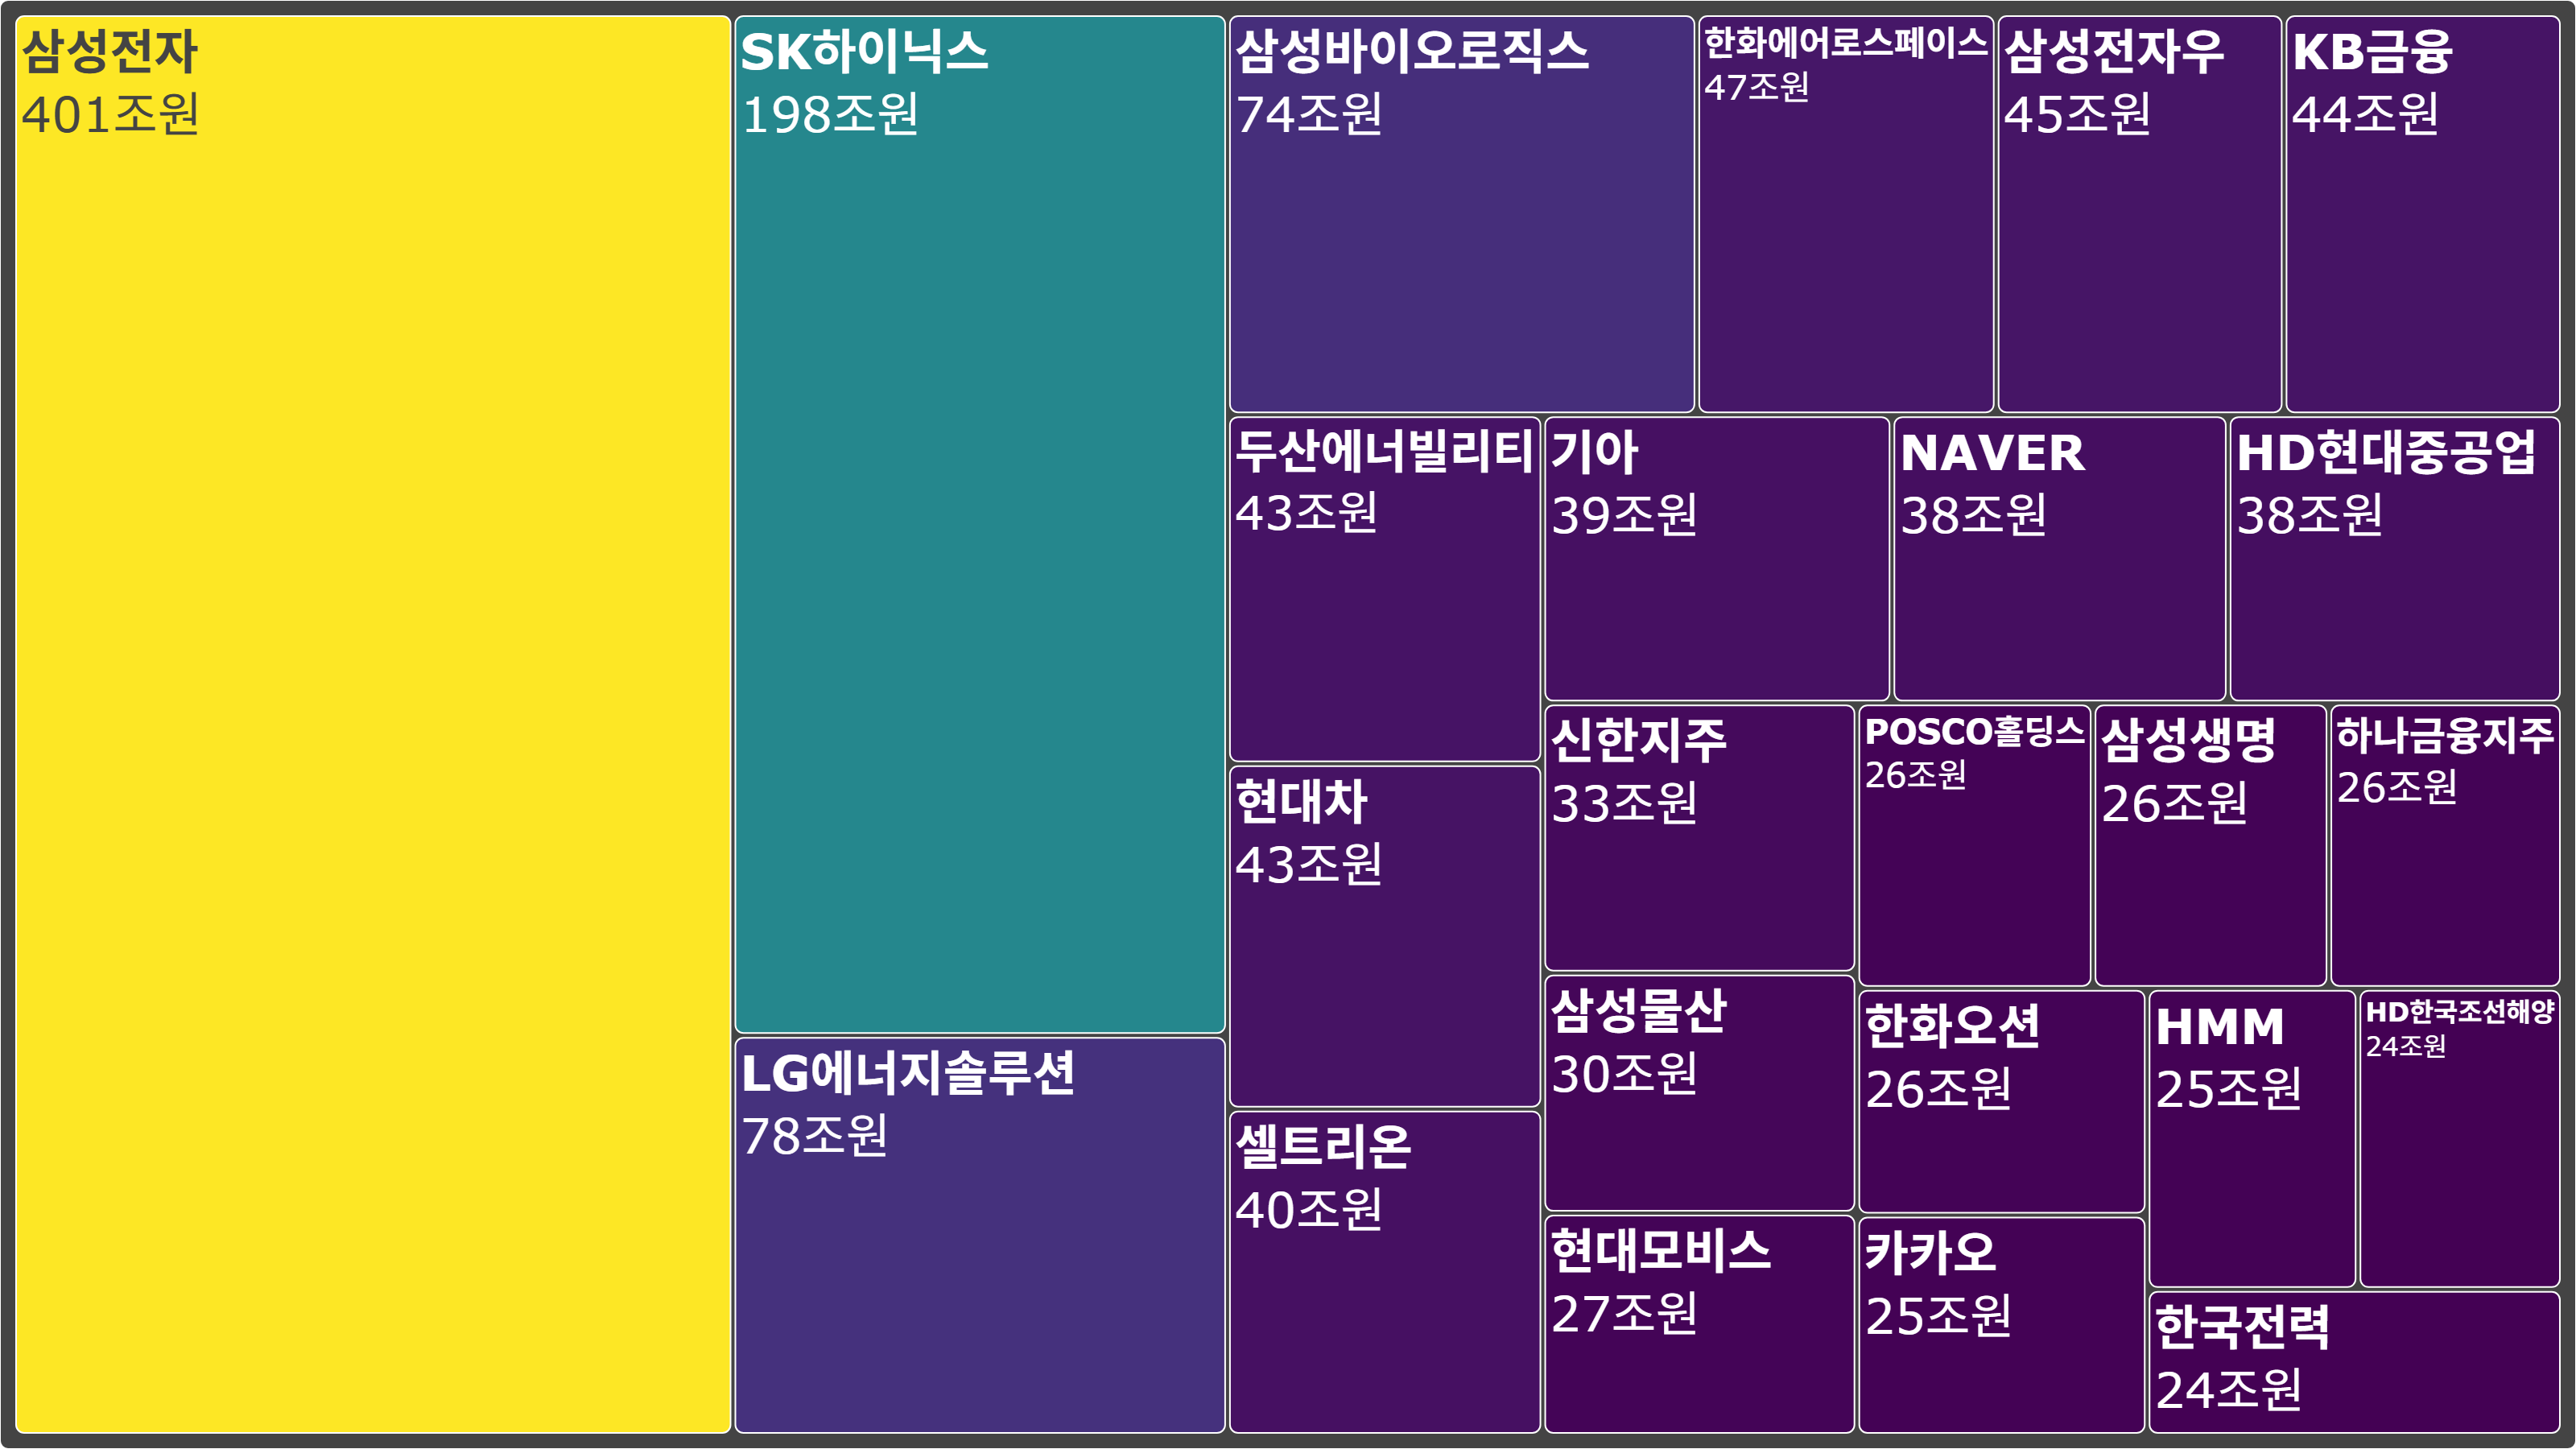 삼성전자
401조원
SK하이닉스
198조원
LG에너지솔루션
78조원
삼성바이오로직스
74조원
한화에어로스페이스
47조원
삼성전자우
45조원
KB금융
44조원
두산에너빌리티
43조원
현대차
43조원
셀트리온
40조원
기아
39조원
NAVER
38조원
HD현대중공업
38조원
신한지주
33조원
삼성물산
30조원
현대모비스
27조원
POSCO홀딩스
26조원
삼성생명
26조원
하나금융지주
26조원
한화오션
26조원
카카오
25조원
HMM
25조원
HD한국조선해양
24조원
한국전력
24조원